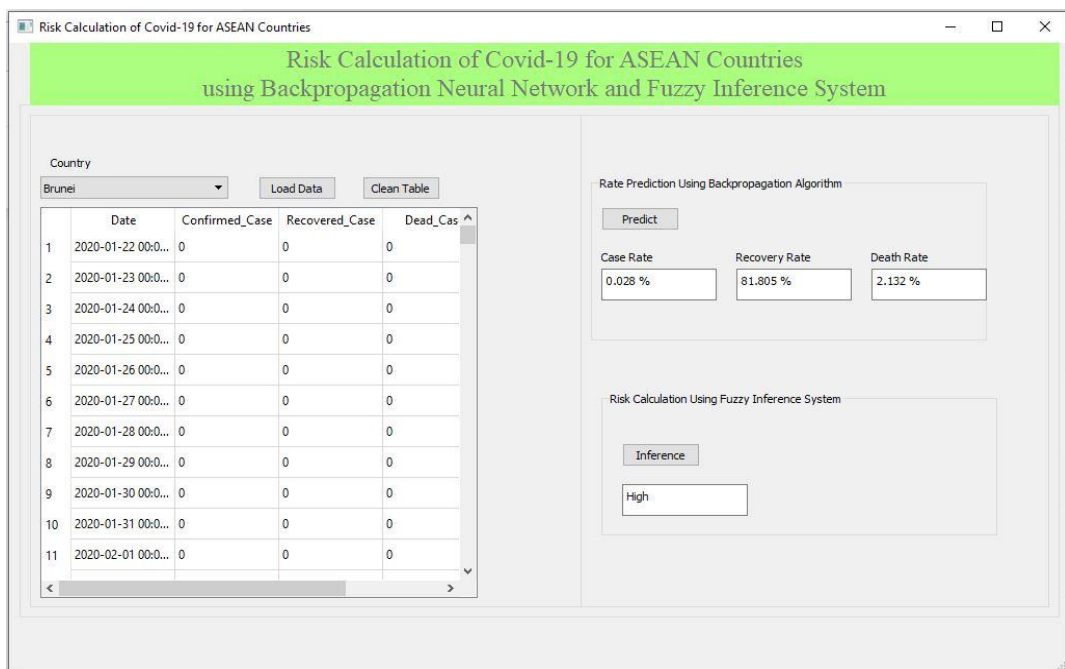 Risk Calculation of Covid-19 for ASEAN Countries
Risk Calculation of Covid-19 for ASEAN Countries
using Backpropagation Neural Network and Fuzzy Inference System
Country
Brunei
Load Data
Clean Table
Date Confirmed_Case Recovered_Case Dead_Cas
1 2020-01-22 00:0... 0 0 0
2 2020-01-23 00:0... 0 0 0
3 2020-01-24 00:0... 0 0 0
4 2020-01-25 00:0... 0 0 0
5 2020-01-26 00:0... 0 0 0
6 2020-01-27 00:0... 0 0 0
7 2020-01-28 00:0... 0 0 0
8 2020-01-29 00:0... 0 0 0
9 2020-01-30 00:0... 0 0 0
10 2020-01-31 00:0... 0 0 0
11 2020-02-01 00:0... 0 0 0
Rate Prediction Using Backpropagation Algorithm
Predict
Case Rate Recovery Rate Death Rate
0.028 % 81.805 % 2.132 %
Risk Calculation Using Fuzzy Inference System
Inference
High